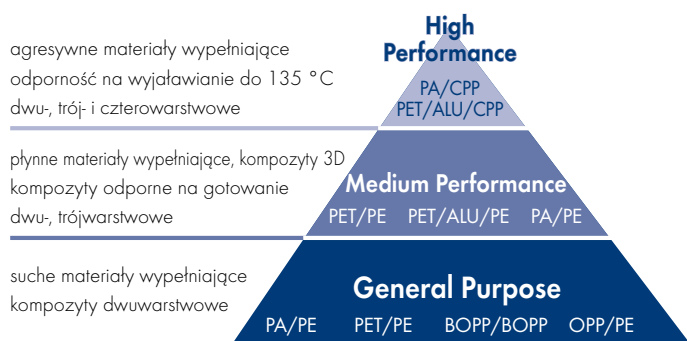 High
Performance
agresywne materiały wypełniające
odporność na wyjaławianie do 135 °C
dwu-, trój- i czterowarstwowe
PA/CPP
PET/ALU/CPP
płynne materiały wypełniające, kompozyty 3D
kompozyty odporne na gotowanie
dwu-, trójwarstwowe
Medium Performance
PET/PE PET/ALU/PE PA/PE
suche materiały wypełniające
kompozyty dwuwarstwowe
General Purpose
PA/PE PET/PE BOPP/BOPP OPP/PE